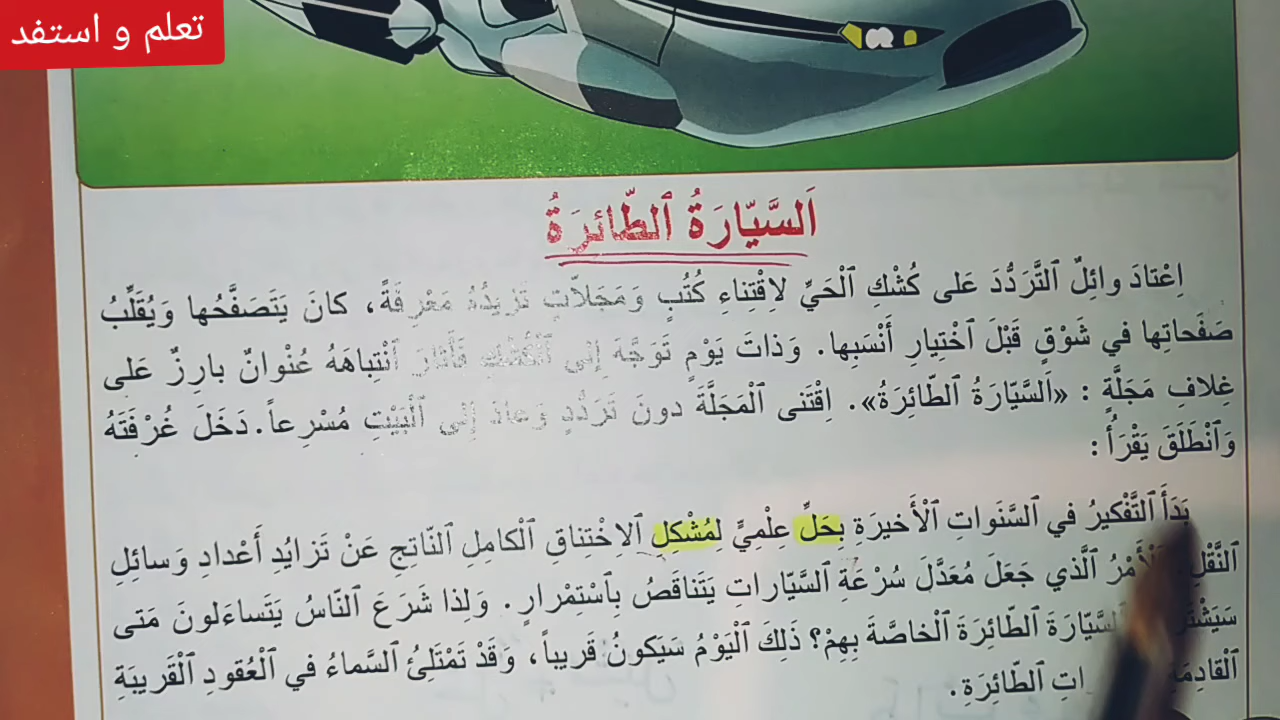 تعلم و استفد
اَلسَّيّارَةُ ٱلطّائِرَةُ
اِعْتادَ وائِلٌ ٱلتَّرَدُّدَ عَلى كُشْكِ ٱلْحَيِّ لِاقْتِناءِ كُتُبٍ وَمَجَلّاتٍ تَزيدُهُ مَعْرِفَةً، كانَ يَتَصَفَّحُها وَيُقَلِّبُ
صَفَحاتِها في شَوْقٍ قَبْلَ ٱخْتِيارِ أَنْسَبِها. وَذاتَ يَوْمٍ تَوَجَّهَ إِلى ٱلْكُشْكِ فَأَثارَ ٱنْتِباهَهُ عُنْوانٌ بارِزٌ عَلى
غِلافِ مَجَلَّةٍ : «اَلسَّيّارَةُ ٱلطّائِرَةُ». اِقْتَنى ٱلْمَجَلَّةَ دونَ تَرَدُّدٍ وَعادَ إِلى ٱلْبَيْتِ مُسْرِعاً. دَخَلَ غُرْفَتَهُ
وَٱنْطَلَقَ يَقْرَأُ :
بَدَأَ ٱلتَّفْكيرُ في ٱلسَّنَواتِ ٱلْأَخيرَةِ بِحَلٍّ عِلْمِيٍّ لِمُشْكِلِ ٱلِاخْتِناقِ ٱلْكامِلِ ٱلنّاتِجِ عَنْ تَزايُدِ أَعْدادِ وَسائِلِ
ٱلنَّقْلِ ٱلْأَمْرُ ٱلَّذي جَعَلَ مُعَدَّلَ سُرْعَةِ ٱلسَّيّاراتِ يَتَناقَصُ بِٱسْتِمْرارٍ. وَلِذا شَرَعَ ٱلنّاسُ يَتَساءَلونَ مَتى
ٱلسَّيّارَةَ ٱلطّائِرَةَ ٱلْخاصَّةَ بِهِمْ؟ ذَلِكَ ٱلْيَوْمُ سَيَكونُ قَريباً، وَقَدْ تَمْتَلِئُ ٱلسَّماءُ في ٱلْعُقودِ ٱلْقَريبَةِ
ٱلطّائِرَةِ.